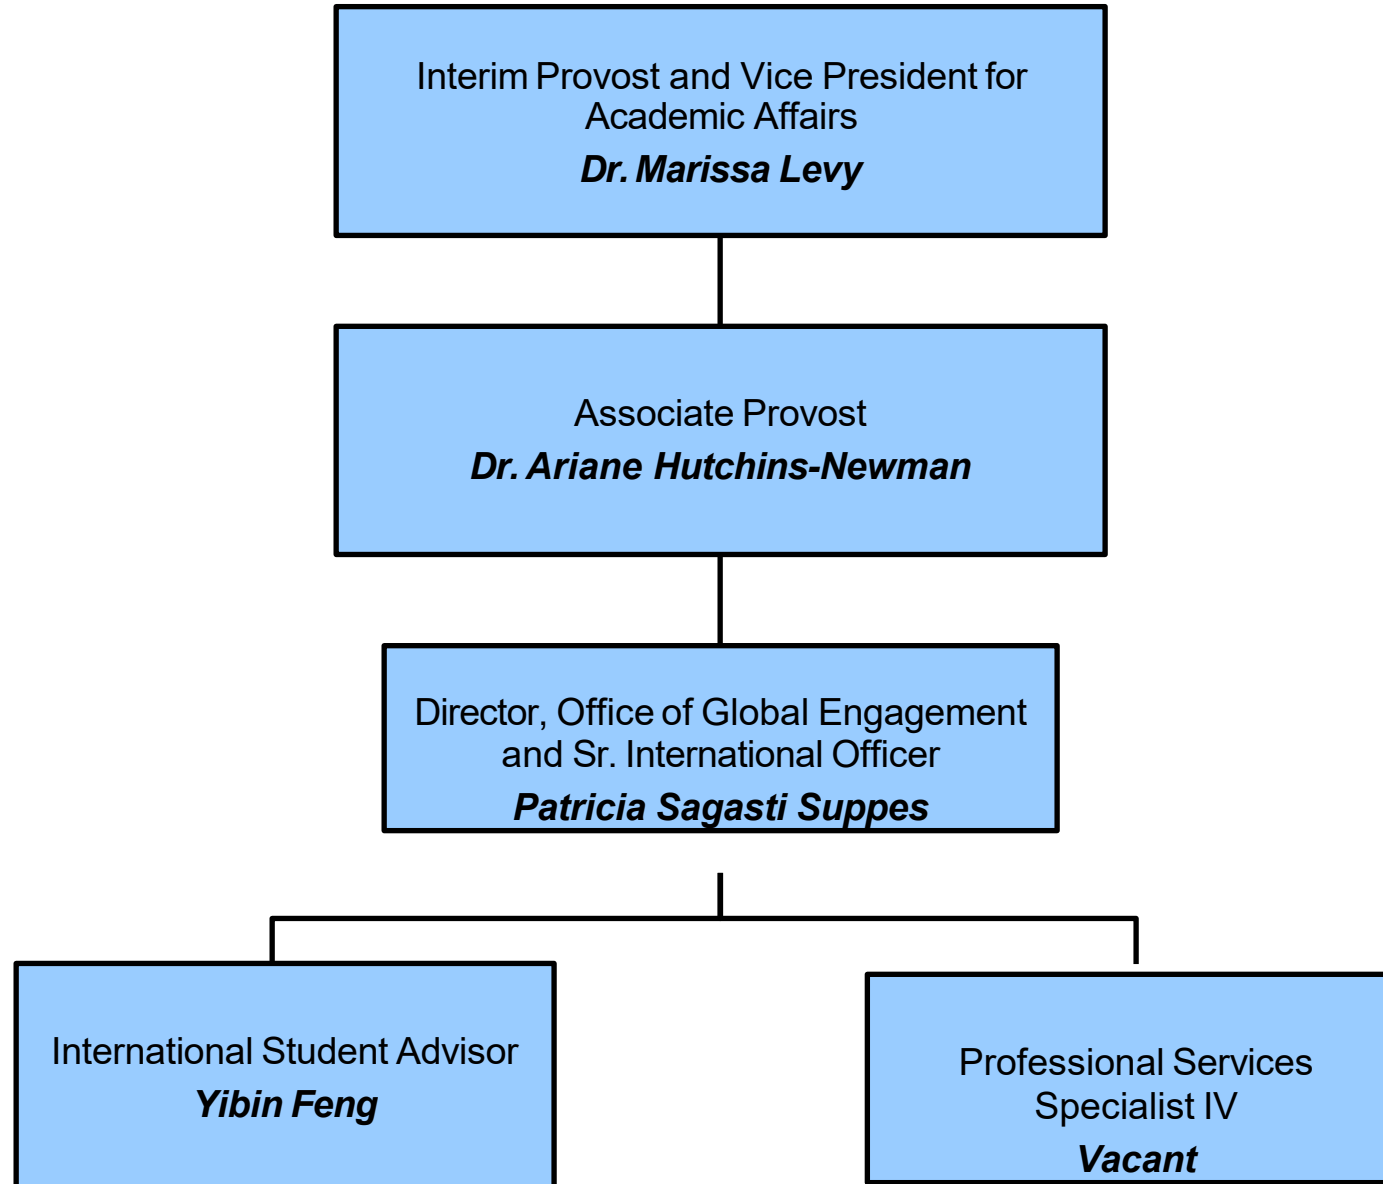 Interim Provost and Vice President for
Academic Affairs
Dr. Marissa Levy
Associate Provost
Dr. Ariane Hutchins-Newman
Director, Office of Global Engagement
and Sr. International Officer
Patricia Sagasti Suppes
International Student Advisor
Yibin Feng
Professional Services
Specialist IV
Vacant